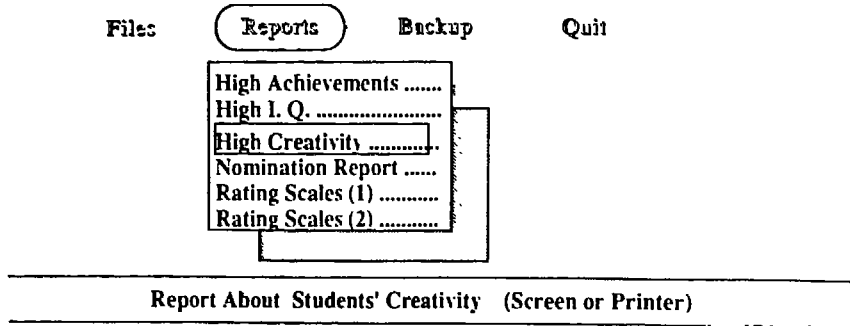 Files Reports Backup Quit
High Achievements .......
High I. Q. ........................
High Creativity .............
Nomination Report ......
Rating Scales (1) ............
Rating Scales (2) ...........
Report About Students' Creativity (Screen or Printer)